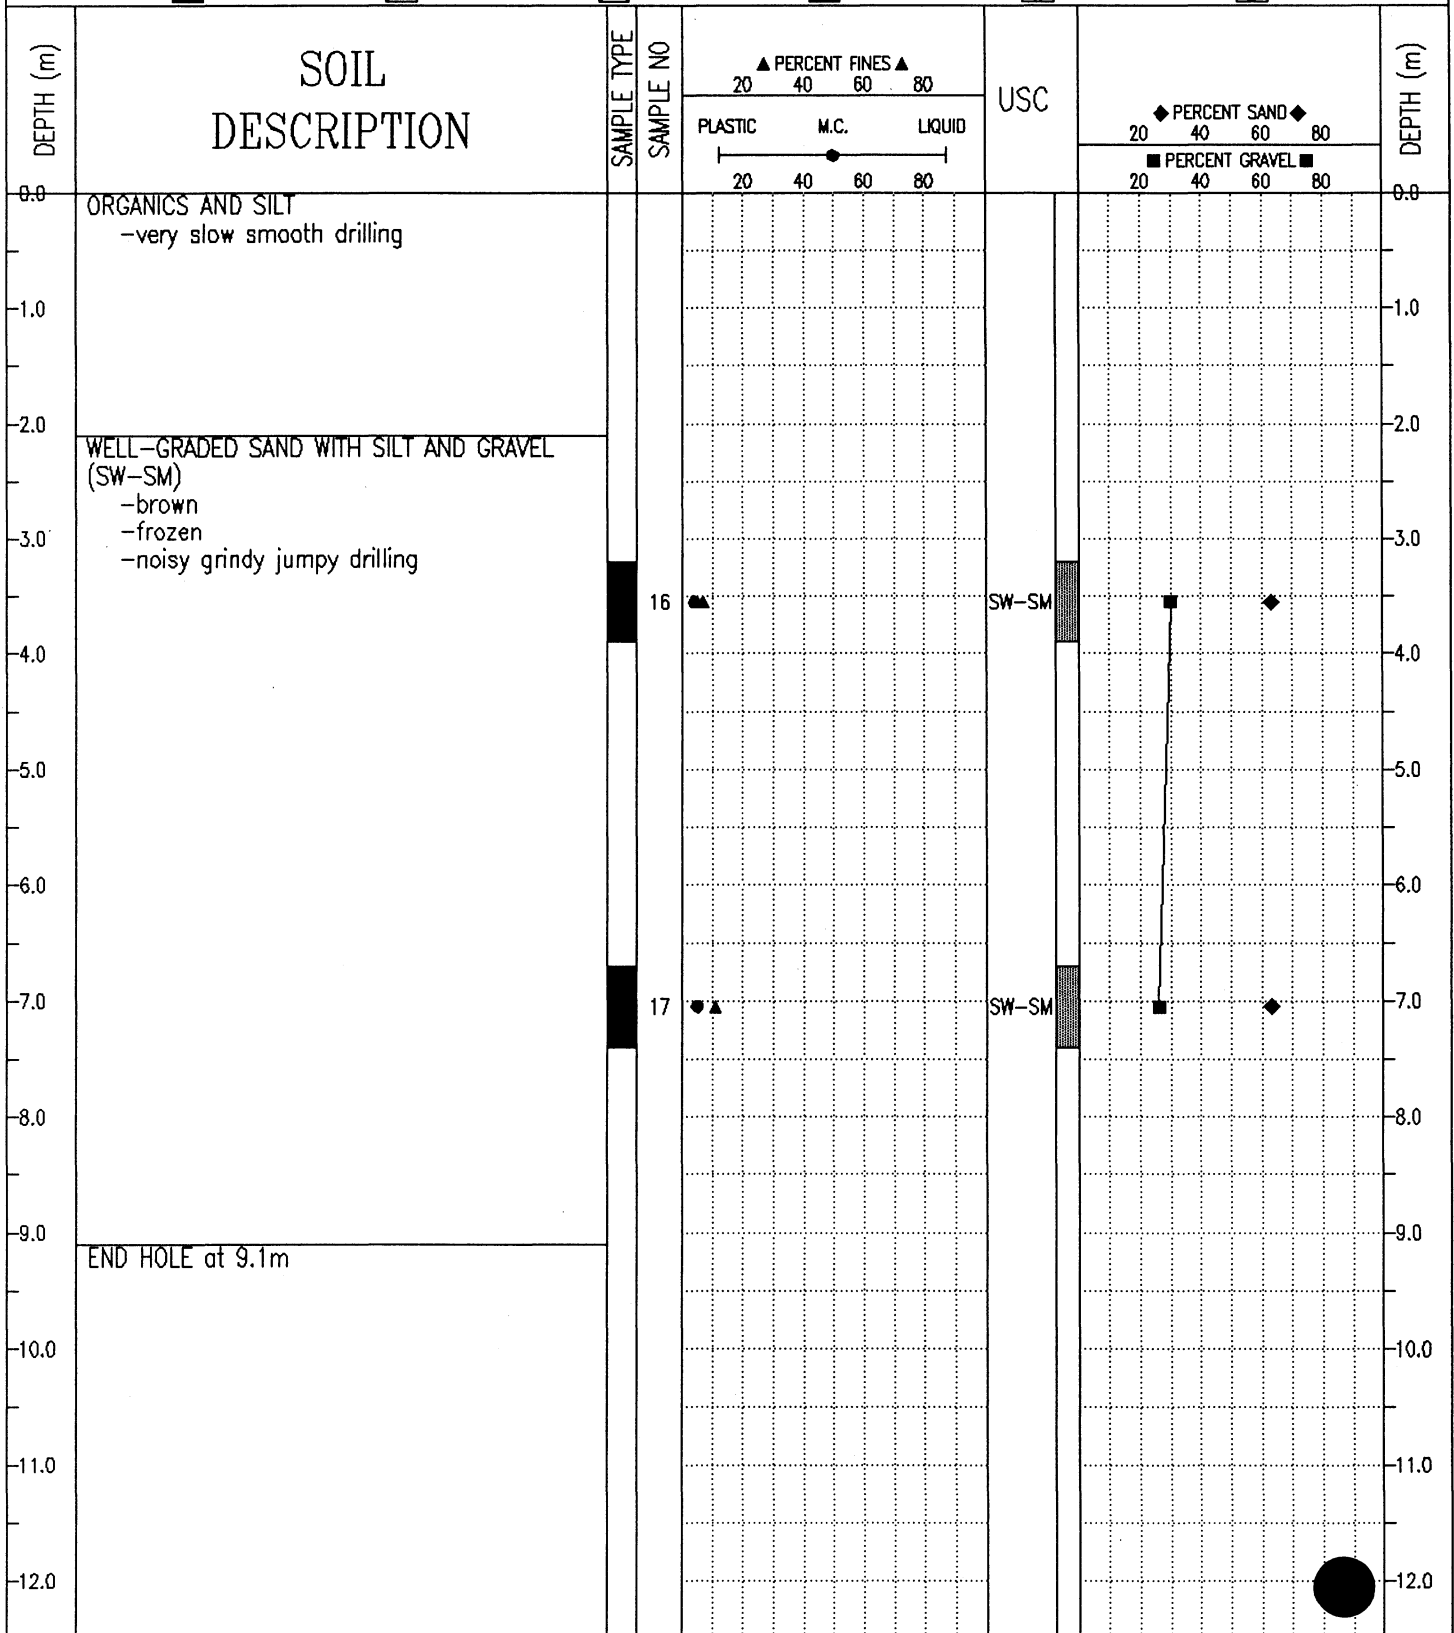 DEPTH (m)
SOIL
DESCRIPTION
SAMPLE TYPE
SAMPLE NO
▲ PERCENT FINES ▲
20 40 60 80
PLASTIC M.C. LIQUID
20 40 60 80
USC
◆ PERCENT SAND ◆
20 40 60 80
■ PERCENT GRAVEL ■
20 40 60 80
DEPTH (m)
0.0 0.0
ORGANICS AND SILT
-very slow smooth drilling
1.0 1.0
2.0 2.0
WELL-GRADED SAND WITH SILT AND GRAVEL
(SW-SM)
-brown
-frozen
3.0 3.0
-noisy grindy jumpy drilling
16 SW-SM
4.0 4.0
5.0 5.0
6.0 6.0
7.0 7.0
17 SW-SM
8.0 8.0
9.0 9.0
END HOLE at 9.1m
10.0 10.0
11.0 11.0
12.0 12.0